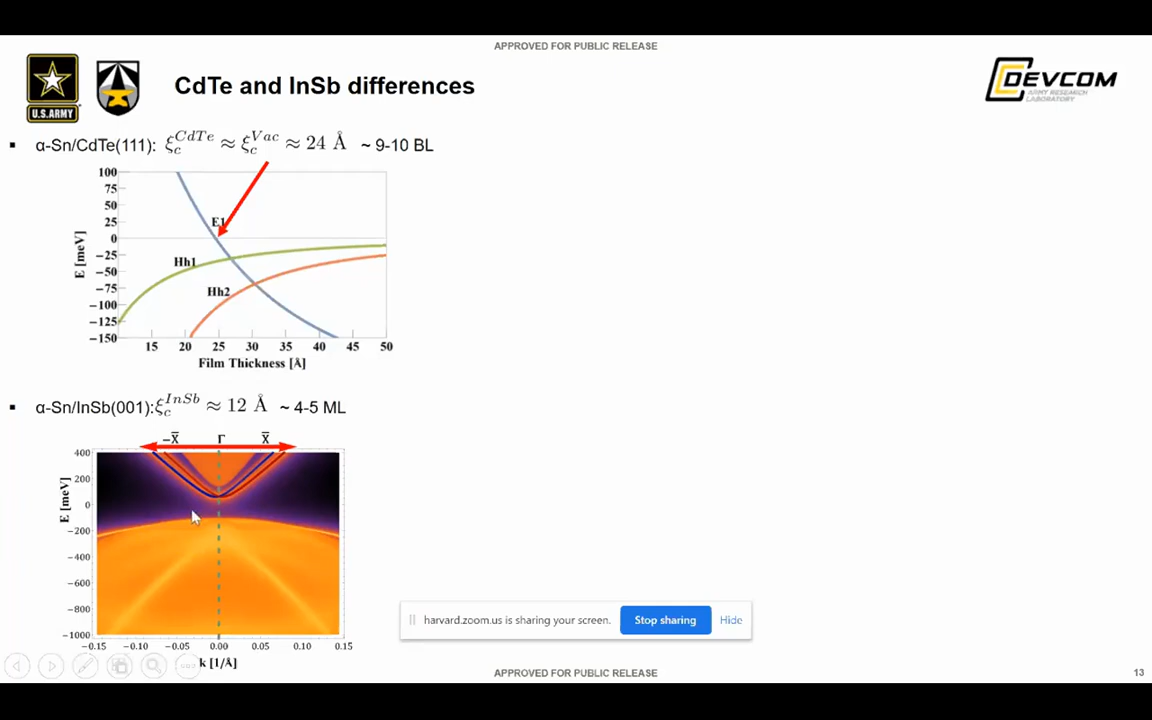 APPROVED FOR PUBLIC RELEASE
U.S.ARMY
CdTe and InSb differences
DEVCOM
ARMY RESEARCH
LABORATORY
▪ α-Sn/CdTe(111): ξ_c^{CdTe} ≈ ξ_c^{Vac} ≈ 24 Å ~ 9-10 BL
100
75
50
25
0
−25
−50
−75
−100
−125
−150
E [meV]
E1
Hh1
Hh2
15 20 25 30 35 40 45 50
Film Thickness [Å]
▪ α-Sn/InSb(001): ξ_c^{InSb} ≈ 12 Å ~ 4-5 ML
−X̅ Γ X̅
400
200
0
−200
−400
−600
−800
−1000
E [meV]
−0.15 −0.10 −0.05 0.00 0.05 0.10 0.15
k [1/Å]
harvard.zoom.us is sharing your screen.
Stop sharing
Hide
APPROVED FOR PUBLIC RELEASE
13